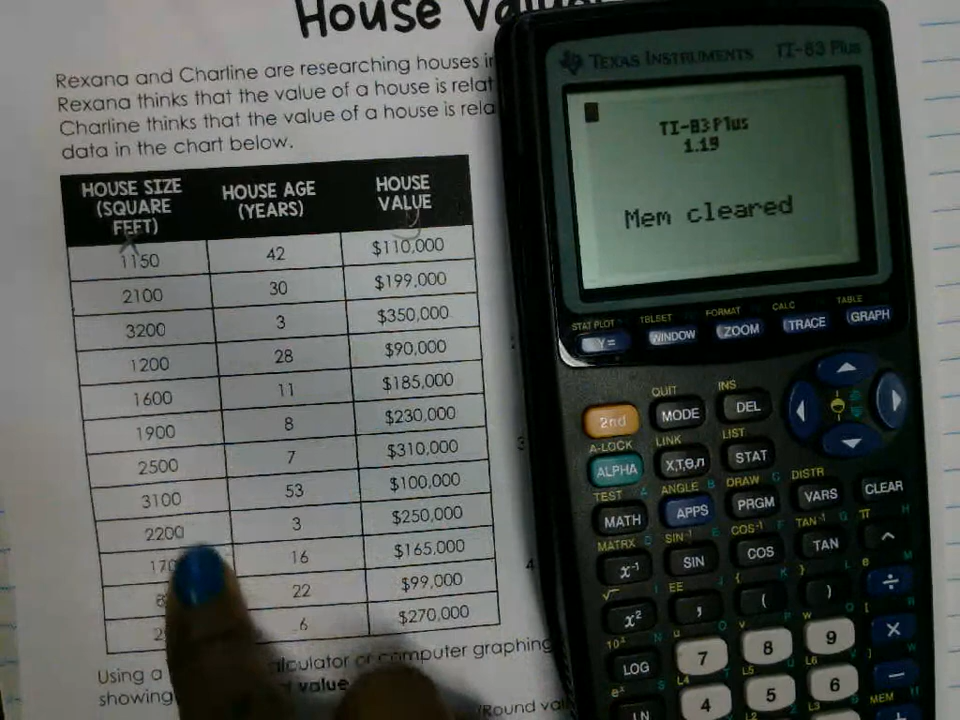 House
Rexana and Charline are researching houses
Rexana thinks that the value of a house is
Charline thinks that the value of a house is
data in the chart below.
HOUSE SIZE (SQUARE FEET) HOUSE AGE (YEARS) HOUSE VALUE
1150 42 $110,000
2100 30 $199,000
3200 3 $350,000
1200 28 $90,000
1600 11 $185,000
1900 8 $230,000
2500 7 $310,000
3100 53 $100,000
2200 3 $250,000
16 $165,000
22 $99,000
6 $270,000
Using a calculator or computer graphing
showing value
TEXAS INSTRUMENTS TI-83 Plus
TI-83 Plus
1.19
Mem cleared
STAT PLOT TBLSET FORMAT CALC TABLE
Y= WINDOW ZOOM TRACE GRAPH
QUIT INS
2nd MODE DEL
A-LOCK LINK LIST
ALPHA X,T,Θ,n STAT
TEST A ANGLE B DRAW C DISTR
MATH APPS PRGM VARS CLEAR
MATRX D SIN⁻¹ E COS⁻¹ F TAN⁻¹ G π H
x⁻¹ SIN COS TAN ^
√ I EE J { K } L e M
x² , ( ) ÷
10ˣ N u O v P w Q [ R
LOG 7 8 9 ×
eˣ S L4 T L5 U L6 V ] W
LN 4 5 6 −
L1 L2 L3 MEM